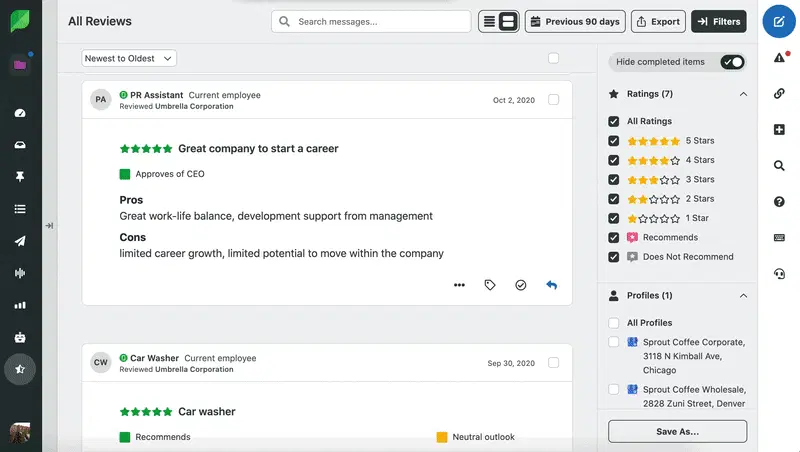 All Reviews
Search messages...
Previous 90 days
Export
Filters
Newest to Oldest
PA
PR Assistant Current employee
Reviewed Umbrella Corporation
Oct 2, 2020
Great company to start a career
Approves of CEO
Pros
Great work-life balance, development support from management
Cons
limited career growth, limited potential to move within the company
CW
Car Washer Current employee
Reviewed Umbrella Corporation
Sep 30, 2020
Car washer
Recommends
Neutral outlook
Hide completed items
Ratings (7)
All Ratings
5 Stars
4 Stars
3 Stars
2 Stars
1 Star
Recommends
Does Not Recommend
Profiles (1)
All Profiles
Sprout Coffee Corporate,
3118 N Kimball Ave,
Chicago
Sprout Coffee Wholesale,
2828 Zuni Street, Denver
Save As...